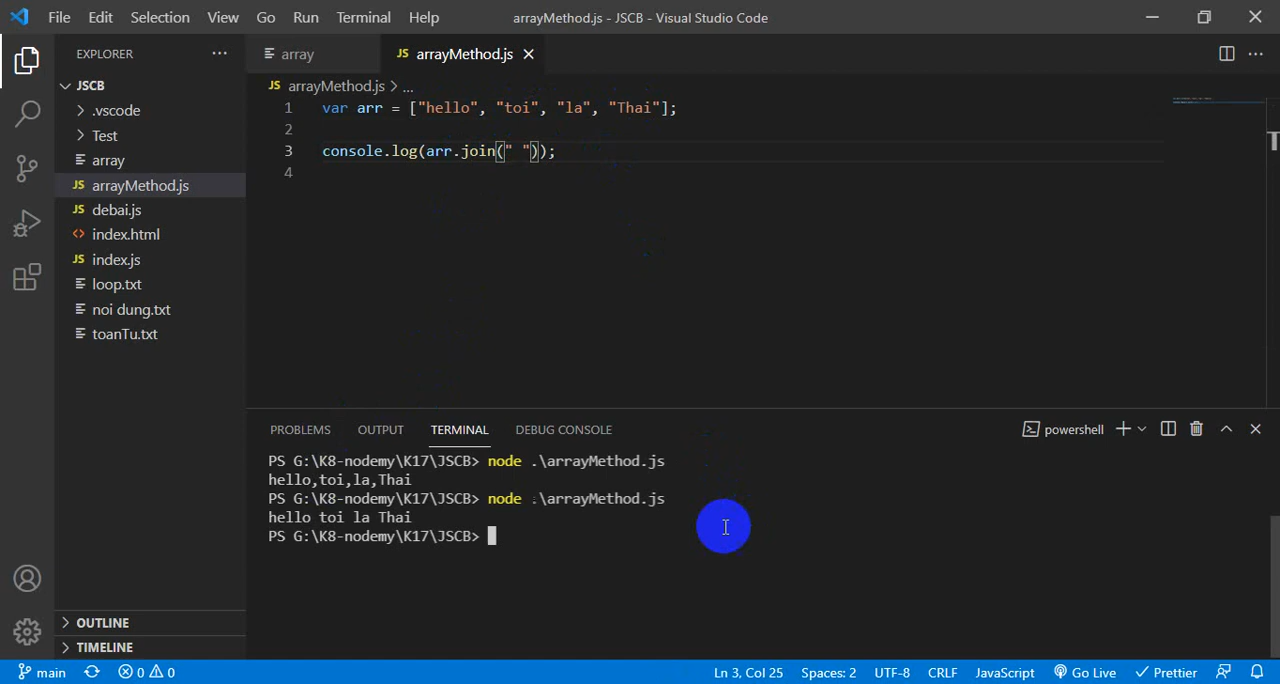 File Edit Selection View Go Run Terminal Help arrayMethod.js - JSCB - Visual Studio Code
EXPLORER
JSCB
.vscode
Test
array
JS arrayMethod.js
JS debai.js
<> index.html
JS index.js
loop.txt
noi dung.txt
toanTu.txt
OUTLINE
TIMELINE
array JS arrayMethod.js
JS arrayMethod.js > ...
1 var arr = ["hello", "toi", "la", "Thai"];
2
3 console.log(arr.join(" "));
4
PROBLEMS OUTPUT TERMINAL DEBUG CONSOLE powershell
PS G:\K8-nodemy\K17\JSCB> node .\arrayMethod.js
hello,toi,la,Thai
PS G:\K8-nodemy\K17\JSCB> node .\arrayMethod.js
hello toi la Thai
PS G:\K8-nodemy\K17\JSCB>
main 0 0 Ln 3, Col 25 Spaces: 2 UTF-8 CRLF JavaScript Go Live Prettier